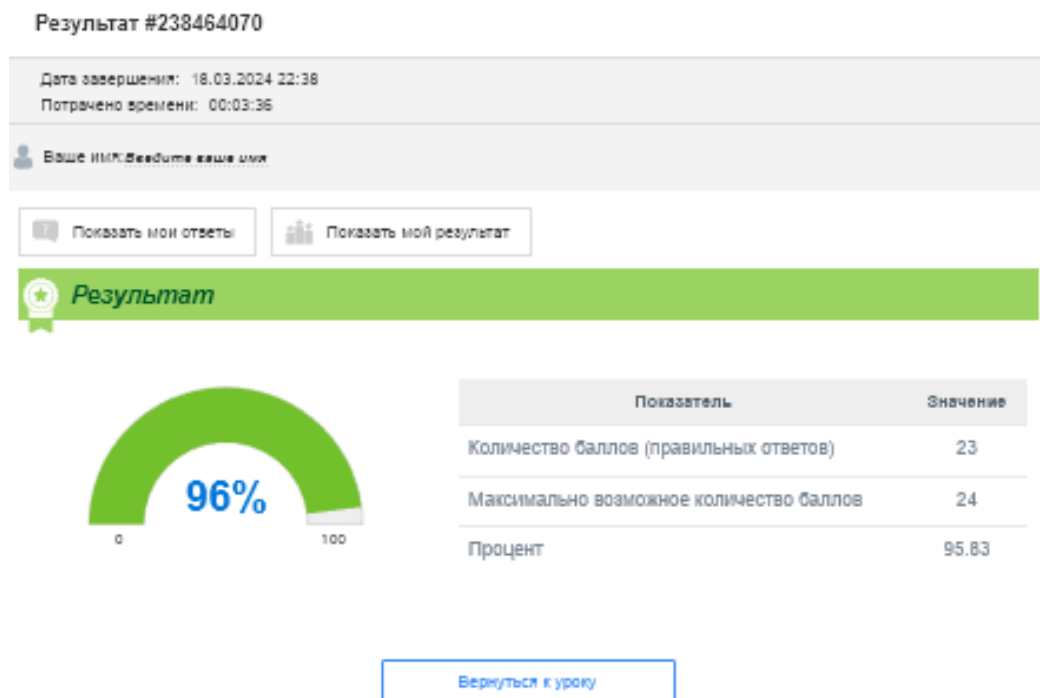 Результат #238464070
Дата завершения: 18.03.2024 22:38
Потрачено времени: 00:03:36
Ваше имя: Введите ваше имя
Показать мои ответы
Показать мой результат
Результат
96%
0
100
Показатель Значение
Количество баллов (правильных ответов) 23
Максимально возможное количество баллов 24
Процент 95.83
Вернуться к уроку